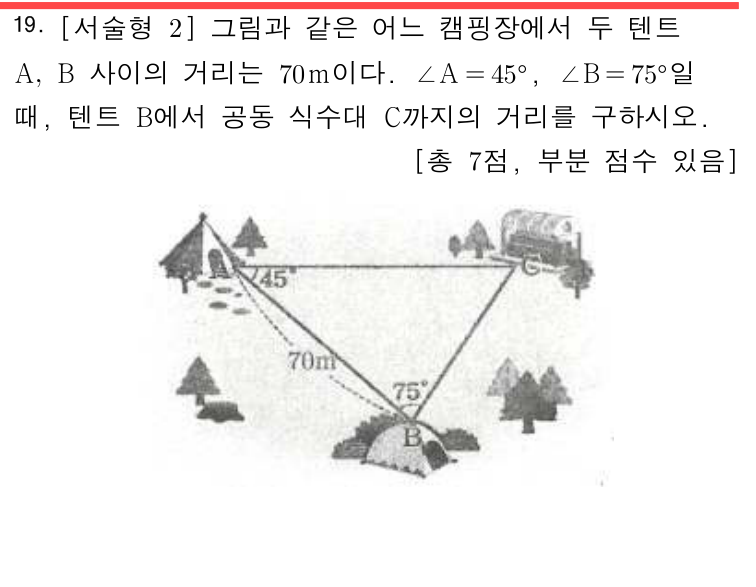 19. [서술형 2] 그림과 같은 어느 캠핑장에서 두 텐트
A, B 사이의 거리는 70m이다. ∠A=45°, ∠B=75°일
때, 텐트 B에서 공동 식수대 C까지의 거리를 구하시오.
[총 7점, 부분 점수 있음]
A
45°
C
70m
75°
B